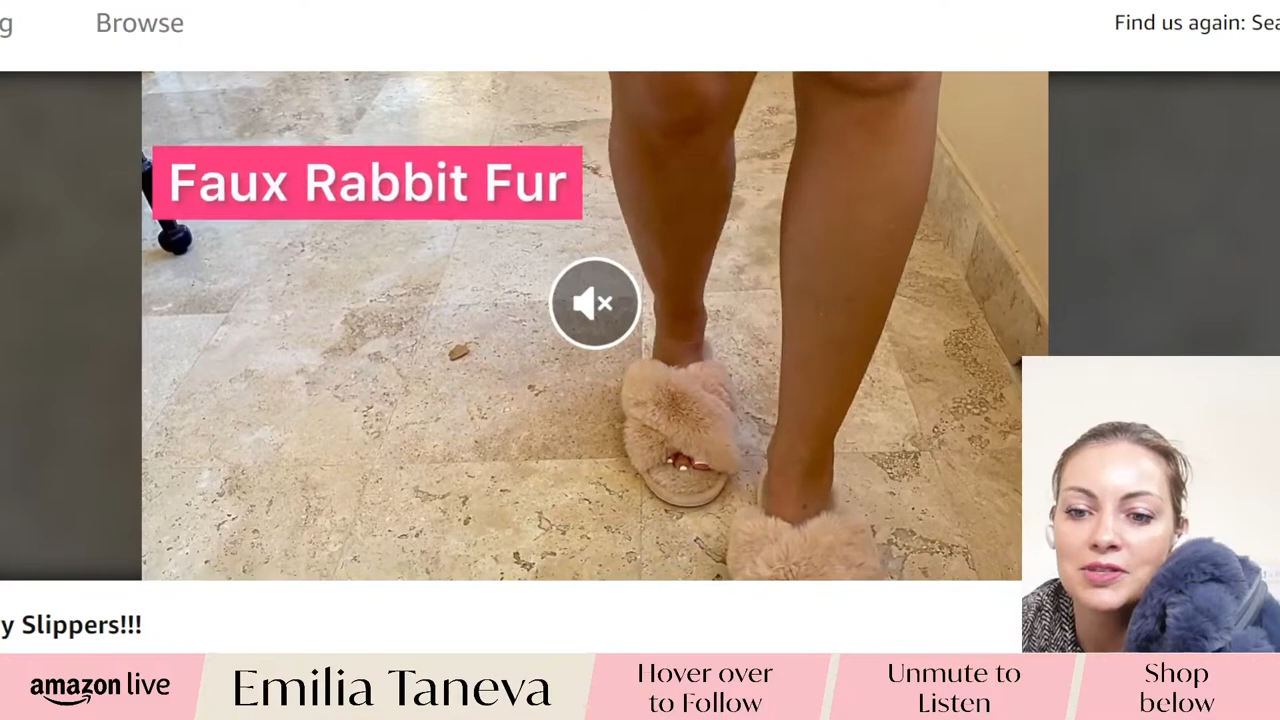 g Browse Find us again: Sea
Faux Rabbit Fur
y Slippers!!!
amazon live
Emilia Taneva
Hover over
to Follow
Unmute to
Listen
Shop
below